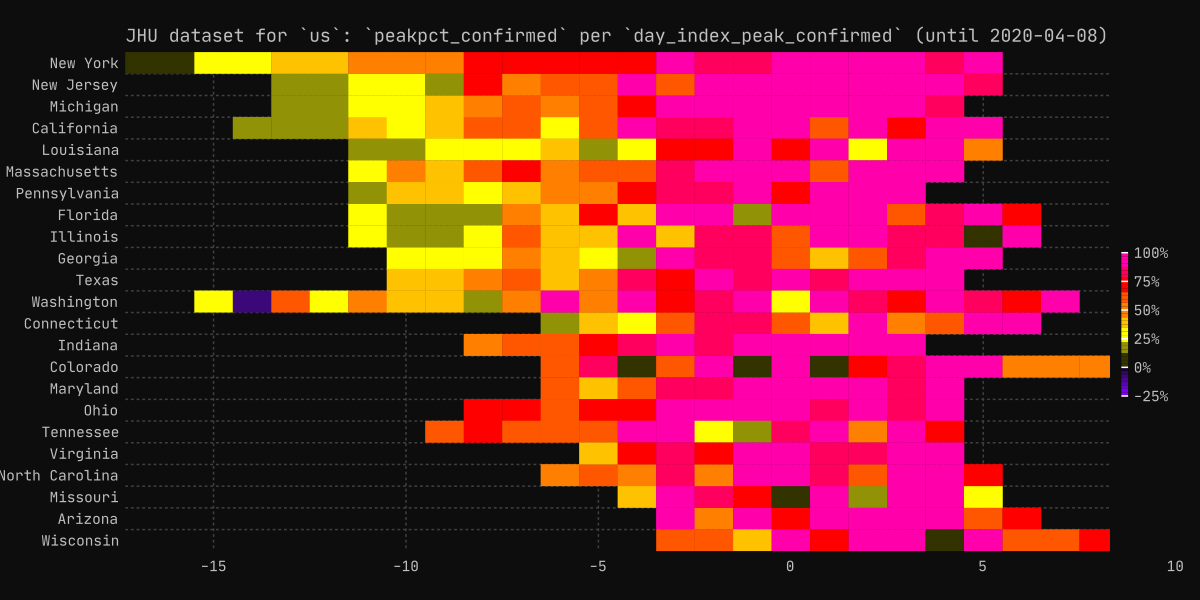 JHU dataset for `us`: `peakpct_confirmed` per `day_index_peak_confirmed` (until 2020-04-08)
New York
New Jersey
Michigan
California
Louisiana
Massachusetts
Pennsylvania
Florida
Illinois
Georgia
Texas
Washington
Connecticut
Indiana
Colorado
Maryland
Ohio
Tennessee
Virginia
North Carolina
Missouri
Arizona
Wisconsin
100%
75%
50%
25%
0%
-25%
-15 -10 -5 0 5 10